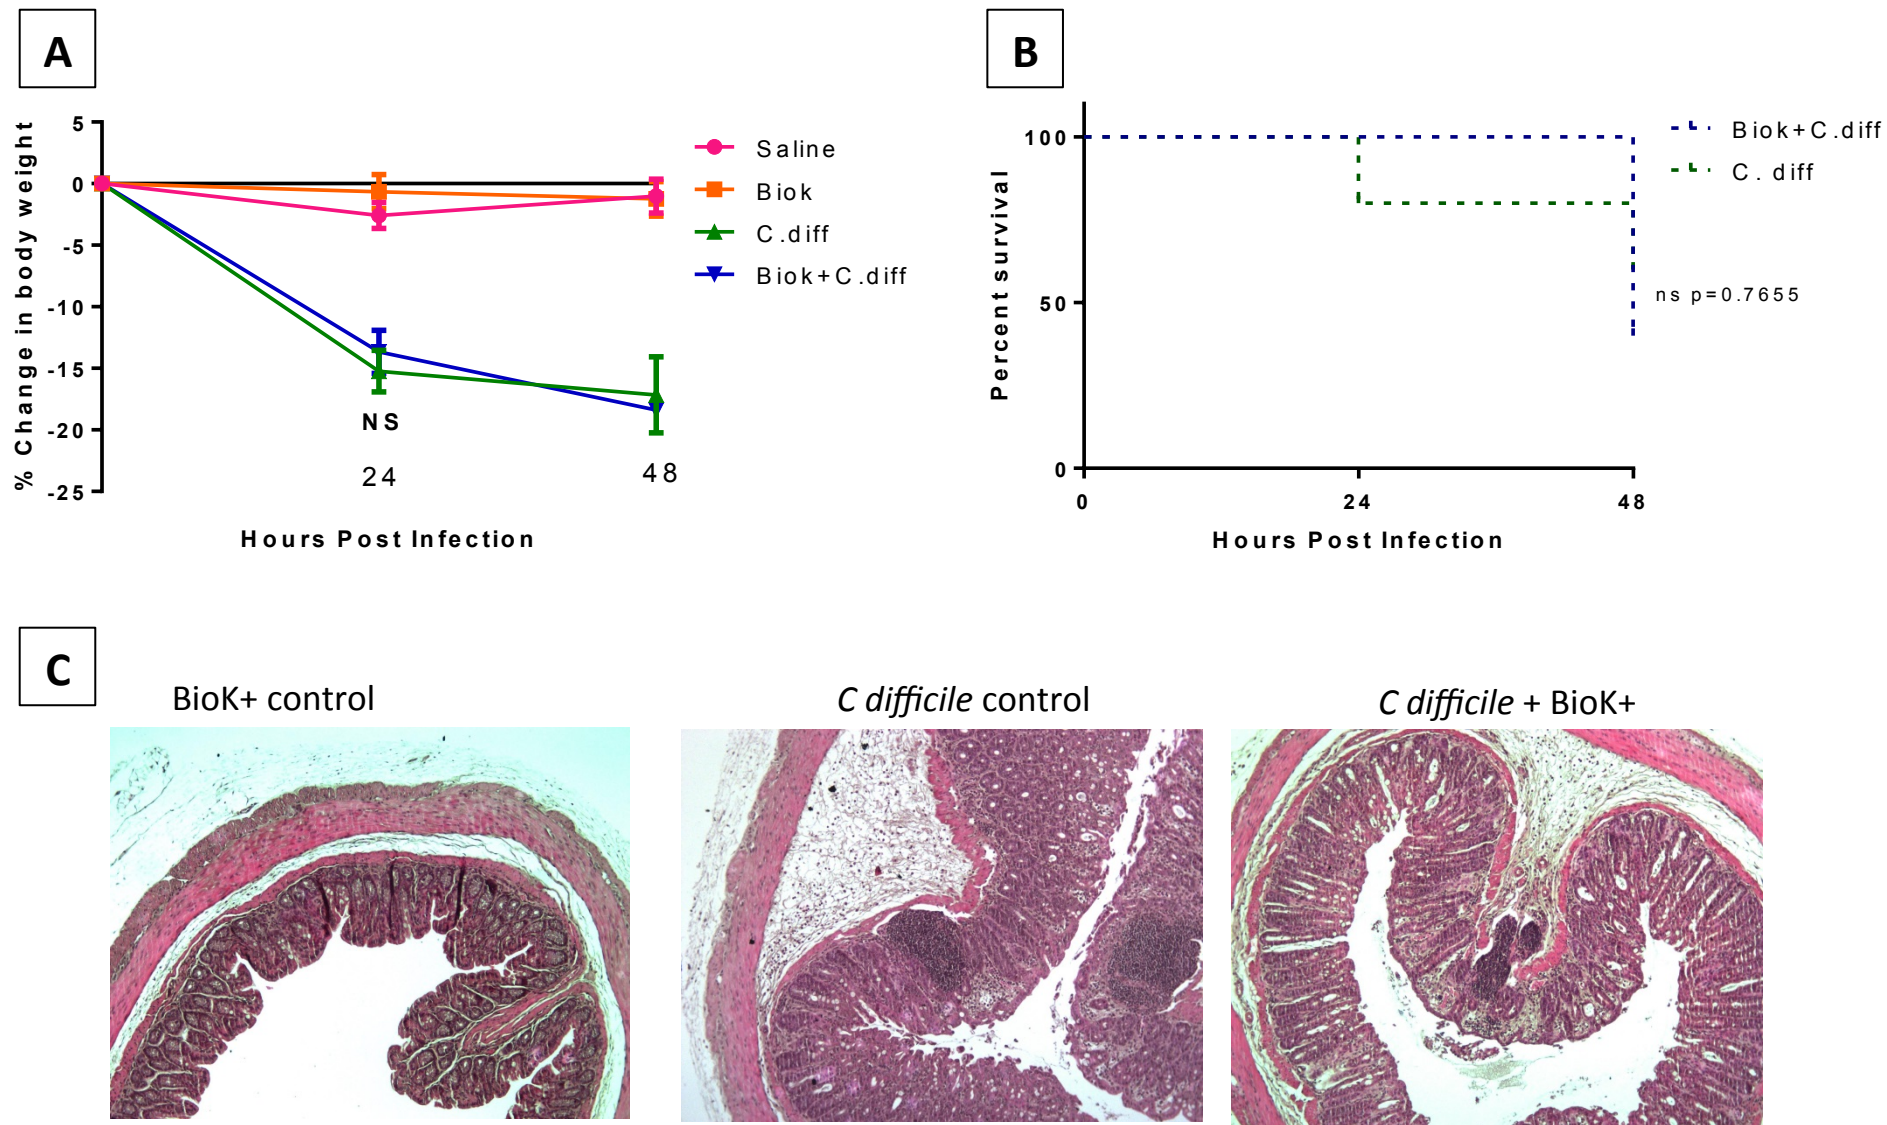 A
% Change in body weight
5
0
-5
-10
-15
-20
-25
NS
24
48
Hours Post Infection
Saline
Biok
C.diff
Biok+C.diff
B
Percent survival
100
50
0
0
24
48
Hours Post Infection
Biok+C.diff
C. diff
ns p=0.7655
C
BioK+ control
C difficile control
C difficile + BioK+